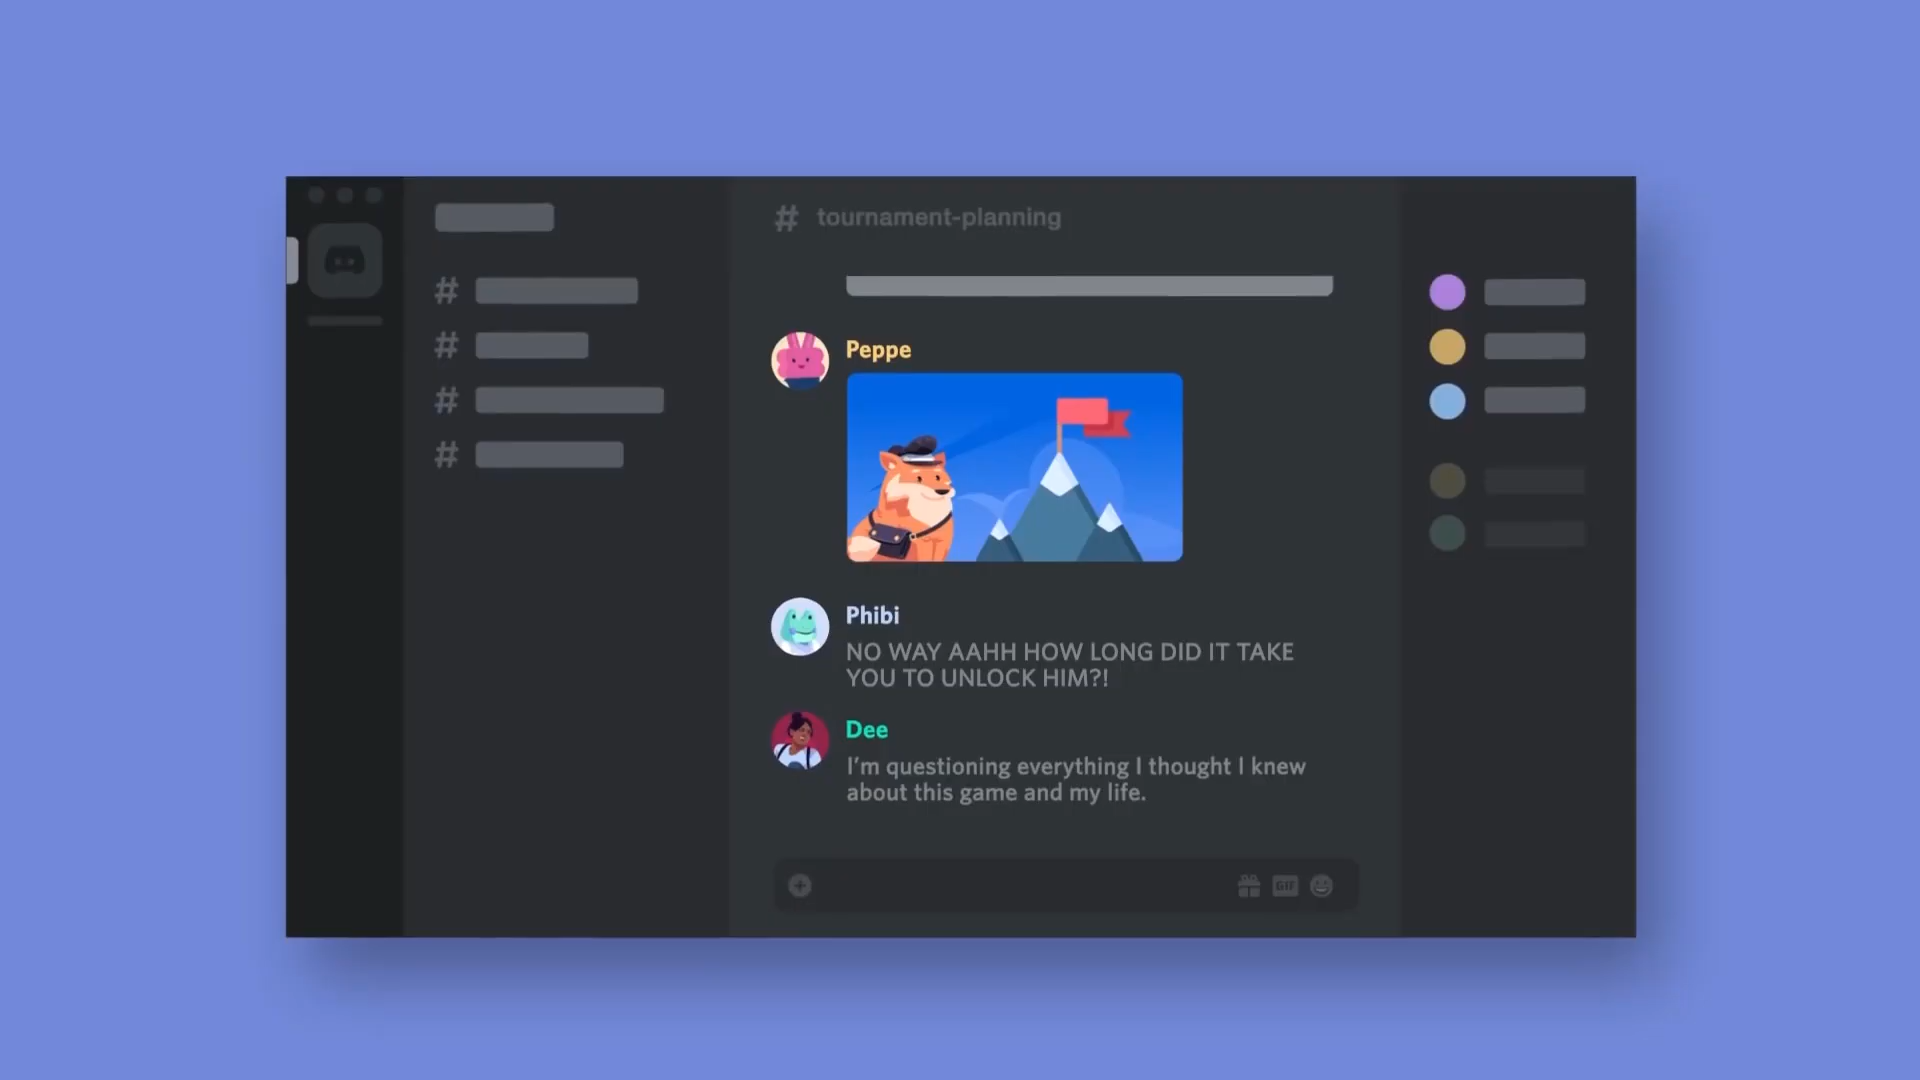 # tournament-planning
#
#
#
#
Peppe
Phibi
NO WAY AAHH HOW LONG DID IT TAKE
YOU TO UNLOCK HIM?!
Dee
I’m questioning everything I thought I knew
about this game and my life.
GIF